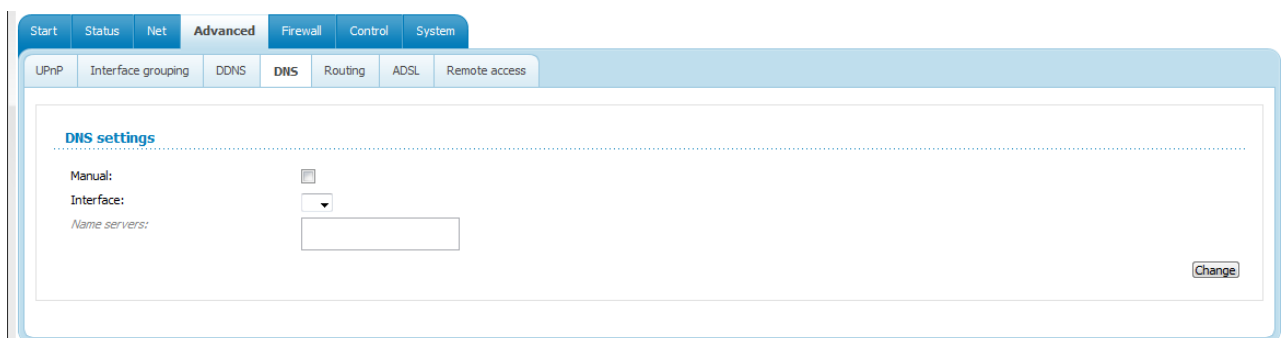 Start Status Net Advanced Firewall Control System
UPnP Interface grouping DDNS DNS Routing ADSL Remote access
DNS settings
Manual:
Interface:
Name servers:
Change